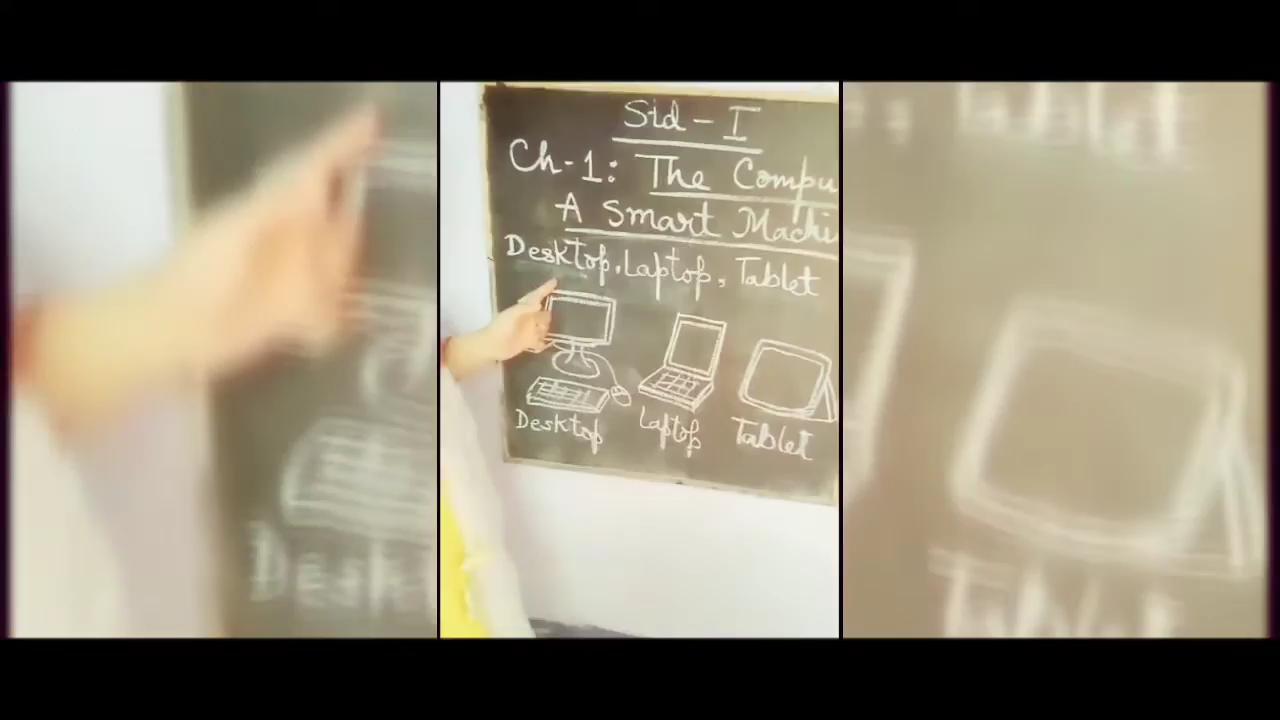 Std - I
Ch-1: The Compu
A Smart Machi
Desktop, Laptop, Tablet
Desktop Laptop Tablet